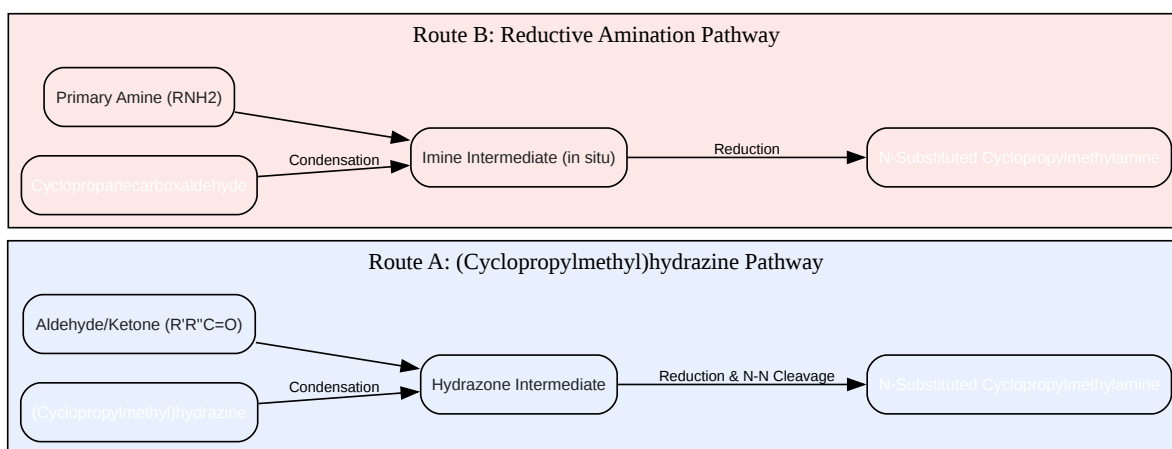 Route B: Reductive Amination Pathway
Primary Amine (RNH2)
Cyclopropanecarboxaldehyde
Condensation
Imine Intermediate (in situ)
Reduction
N-Substituted Cyclopropylmethylamine
Route A: (Cyclopropylmethyl)hydrazine Pathway
Aldehyde/Ketone (R'R"C=O)
(Cyclopropylmethyl)hydrazine
Condensation
Hydrazone Intermediate
Reduction & N-N Cleavage
N-Substituted Cyclopropylmethylamine